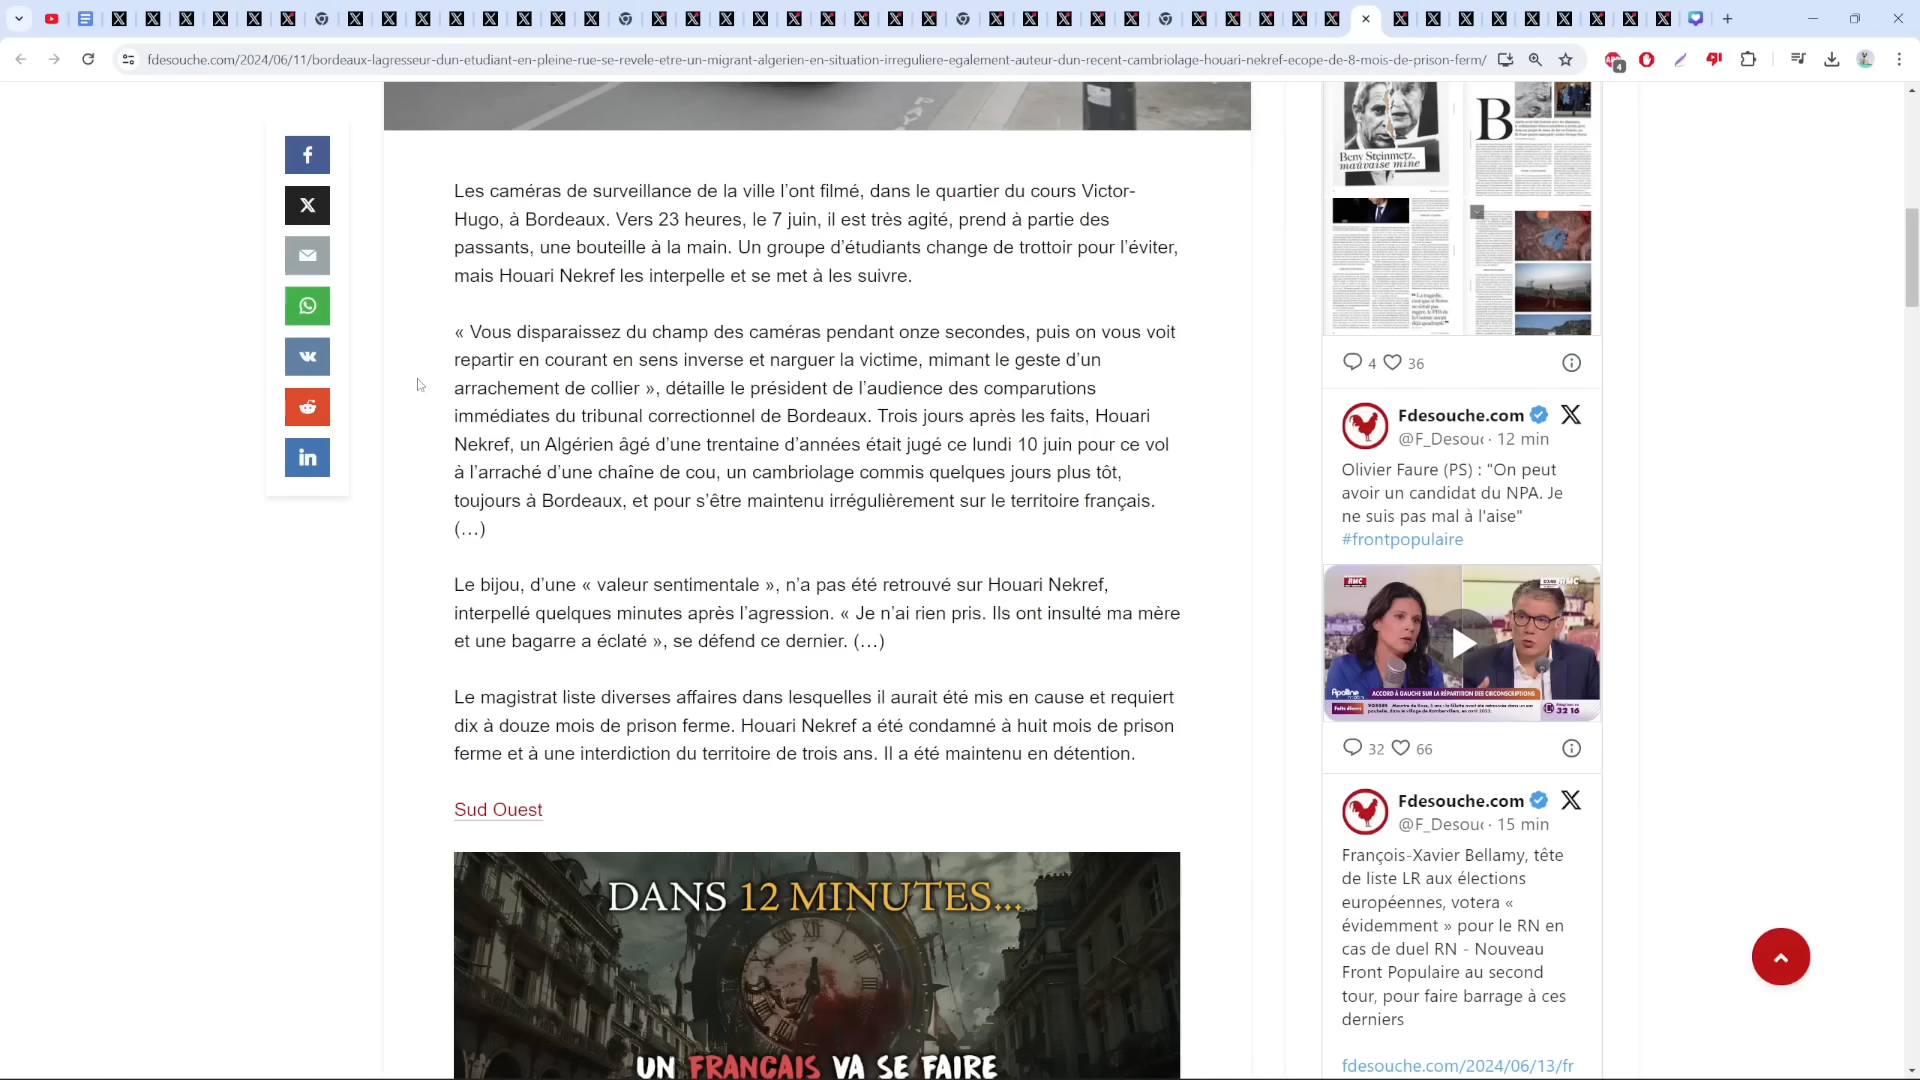 fdesouche.com/2024/06/11/bordeaux-lagresseur-dun-etudiant-en-pleine-rue-se-revele-etre-un-migrant-algerien-en-situation-irreguliere-egalement-auteur-dun-recent-cambriolage-houari-nekref-ecope-de-8-mois-de-prison-ferm/
4
Les caméras de surveillance de la ville l’ont filmé, dans le quartier du cours Victor-
Hugo, à Bordeaux. Vers 23 heures, le 7 juin, il est très agité, prend à partie des
passants, une bouteille à la main. Un groupe d’étudiants change de trottoir pour l’éviter,
mais Houari Nekref les interpelle et se met à les suivre.
« Vous disparaissez du champ des caméras pendant onze secondes, puis on vous voit
repartir en courant en sens inverse et narguer la victime, mimant le geste d’un
arrachement de collier », détaille le président de l’audience des comparutions
immédiates du tribunal correctionnel de Bordeaux. Trois jours après les faits, Houari
Nekref, un Algérien âgé d’une trentaine d’années était jugé ce lundi 10 juin pour ce vol
à l’arraché d’une chaîne de cou, un cambriolage commis quelques jours plus tôt,
toujours à Bordeaux, et pour s’être maintenu irrégulièrement sur le territoire français.
(…)
Le bijou, d’une « valeur sentimentale », n’a pas été retrouvé sur Houari Nekref,
interpellé quelques minutes après l’agression. « Je n’ai rien pris. Ils ont insulté ma mère
et une bagarre a éclaté », se défend ce dernier. (…)
Le magistrat liste diverses affaires dans lesquelles il aurait été mis en cause et requiert
dix à douze mois de prison ferme. Houari Nekref a été condamné à huit mois de prison
ferme et à une interdiction du territoire de trois ans. Il a été maintenu en détention.
Sud Ouest
DANS 12 MINUTES...
UN FRANÇAIS VA SE FAIRE
B
Beny Steinmetz,
mauvaise mine
4 36
Fdesouche.com
@F_Desouc · 12 min
Olivier Faure (PS) : "On peut
avoir un candidat du NPA. Je
ne suis pas mal à l'aise"
#frontpopulaire
RMC
RMC
Apolline
matin
ACCORD À GAUCHE SUR LA RÉPARTITION DES CIRCONSCRIPTIONS
32 16
32 66
Fdesouche.com
@F_Desouc · 15 min
François-Xavier Bellamy, tête
de liste LR aux élections
européennes, votera «
évidemment » pour le RN en
cas de duel RN - Nouveau
Front Populaire au second
tour, pour faire barrage à ces
derniers
fdesouche.com/2024/06/13/fr